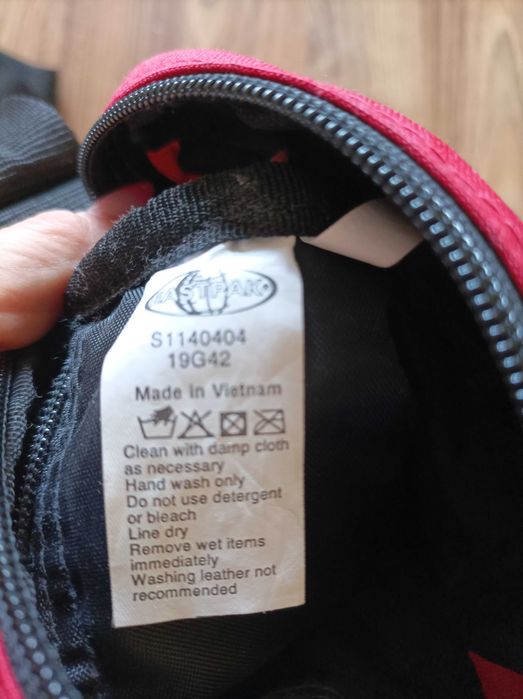 EASTPAK
S1140404
19G42
Made in Vietnam
Clean with damp cloth
as necessary
Hand wash only
Do not use detergent
or bleach
Line dry
Remove wet items
immediately
Washing leather not
recommended